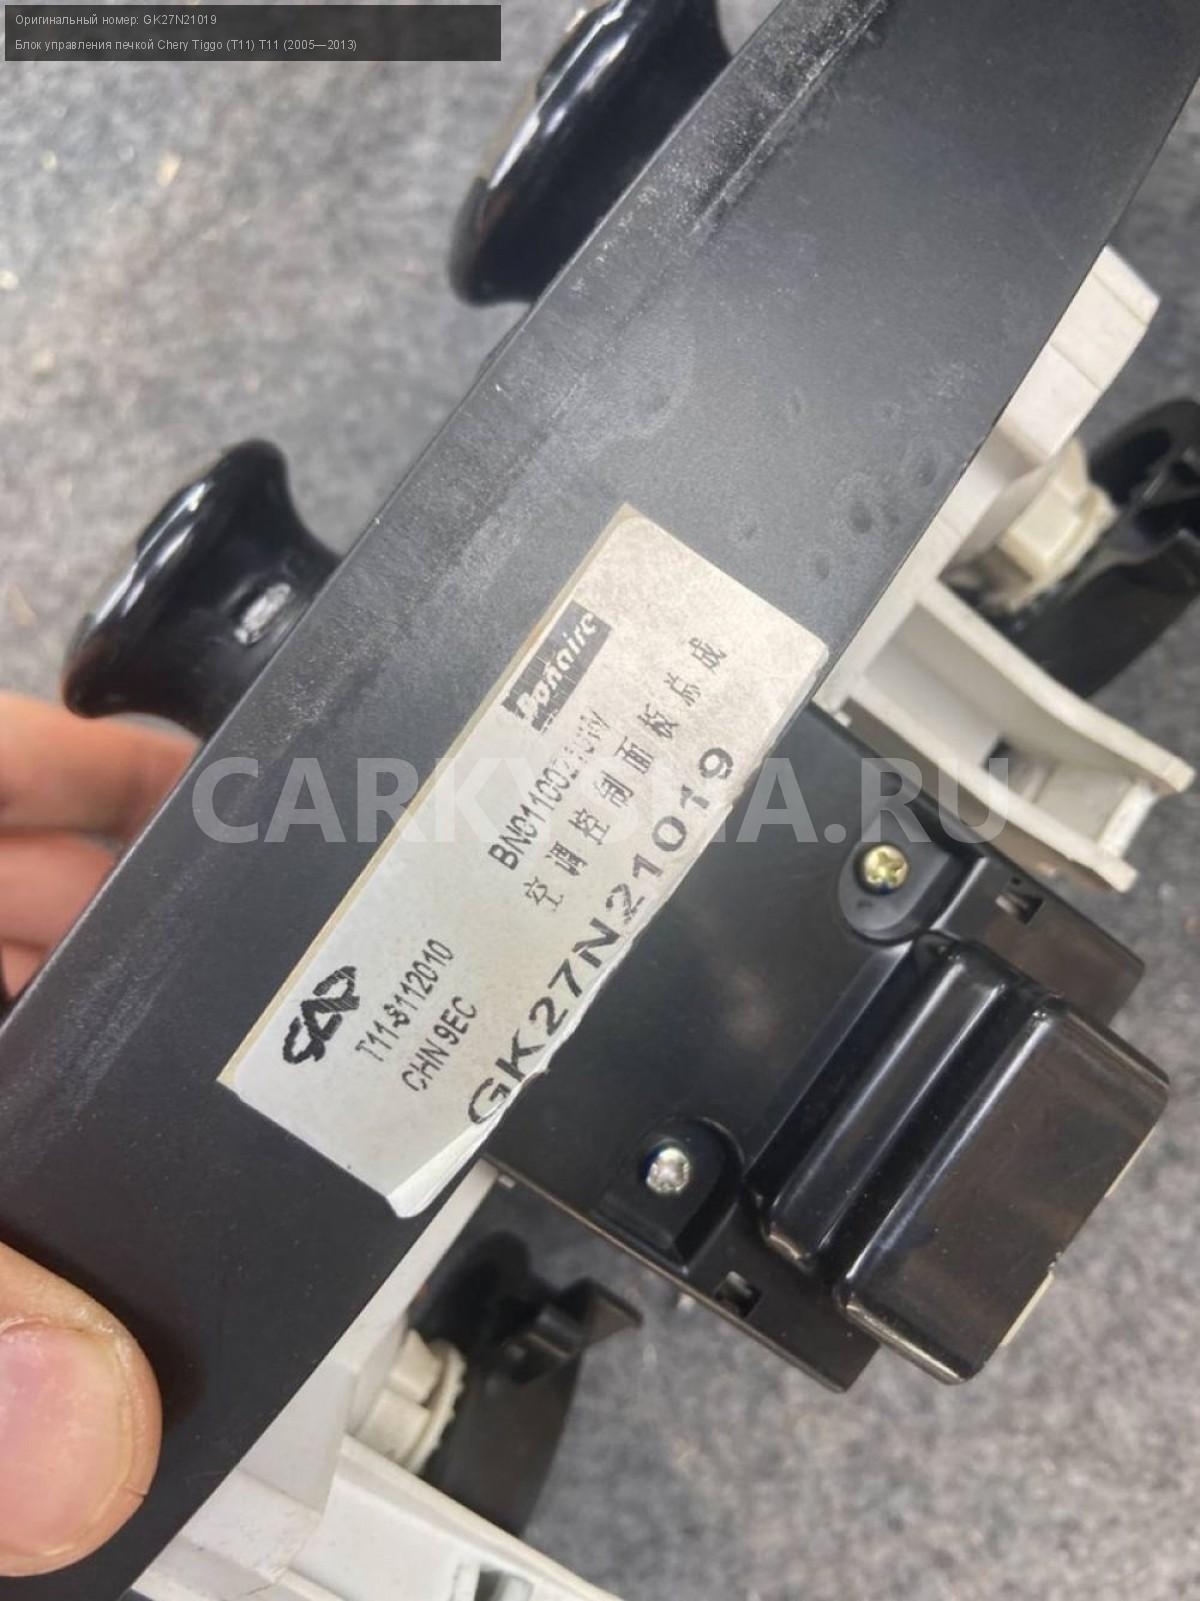 Оригинальный номер: GK27N21019
Блок управления печкой Chery Tiggo (T11) T11 (2005—2013)
Bonaire
空调控制面板总成
GK27N21019
T11-8112010
CHN 9EC
CARKYSHA.RU